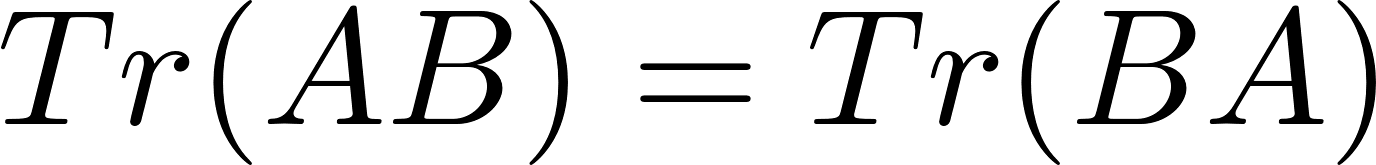 Tr(AB) = Tr(BA)